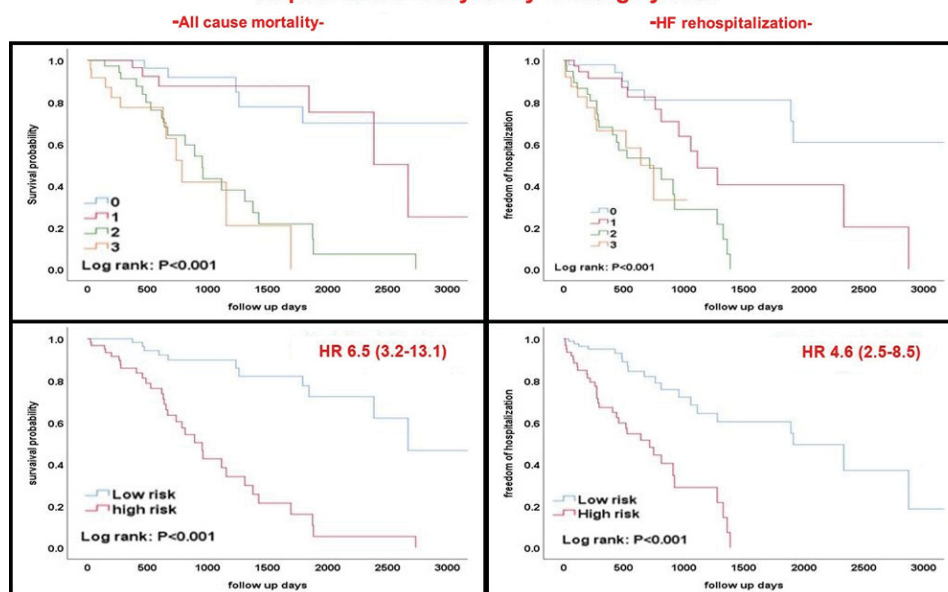 -All cause mortality-
-HF rehospitalization-
Survival probability
1.0
0.8
0.6
0.4
0.2
0.0
0
1
2
3
Log rank: P<0.001
0 500 1000 1500 2000 2500 3000
follow up days
freedom of hospitalization
1.0
0.8
0.6
0.4
0.2
0.0
0
1
2
3
Log rank: P<0.001
0 500 1000 1500 2000 2500 3000
follow up days
survaival probability
1.0
0.8
0.6
0.4
0.2
0.0
HR 6.5 (3.2-13.1)
Low risk
high risk
Log rank: P<0.001
0 500 1000 1500 2000 2500 3000
follow up days
freedom of hospitalization
1.0
0.8
0.6
0.4
0.2
0.0
HR 4.6 (2.5-8.5)
Low risk
High risk
Log rank: P<0.001
0 500 1000 1500 2000 2500 3000
follow up days